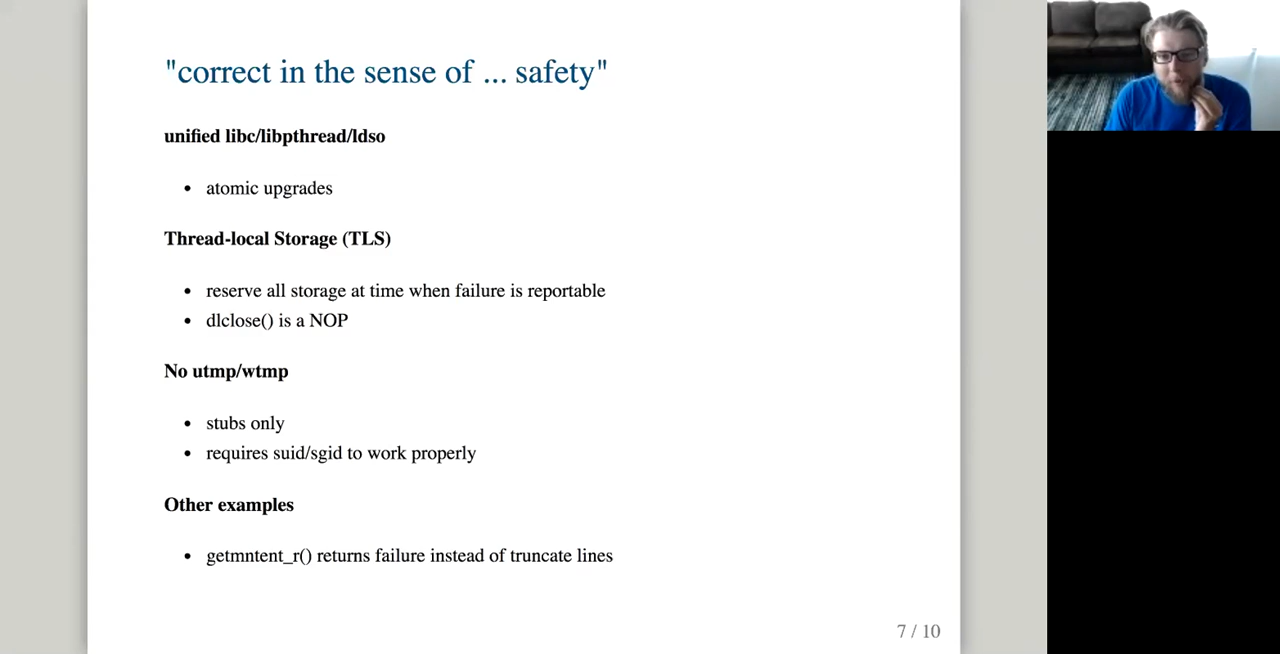 "correct in the sense of ... safety"
unified libc/libpthread/ldso
• atomic upgrades
Thread-local Storage (TLS)
• reserve all storage at time when failure is reportable
• dlclose() is a NOP
No utmp/wtmp
• stubs only
• requires suid/sgid to work properly
Other examples
• getmntent_r() returns failure instead of truncate lines
7 / 10